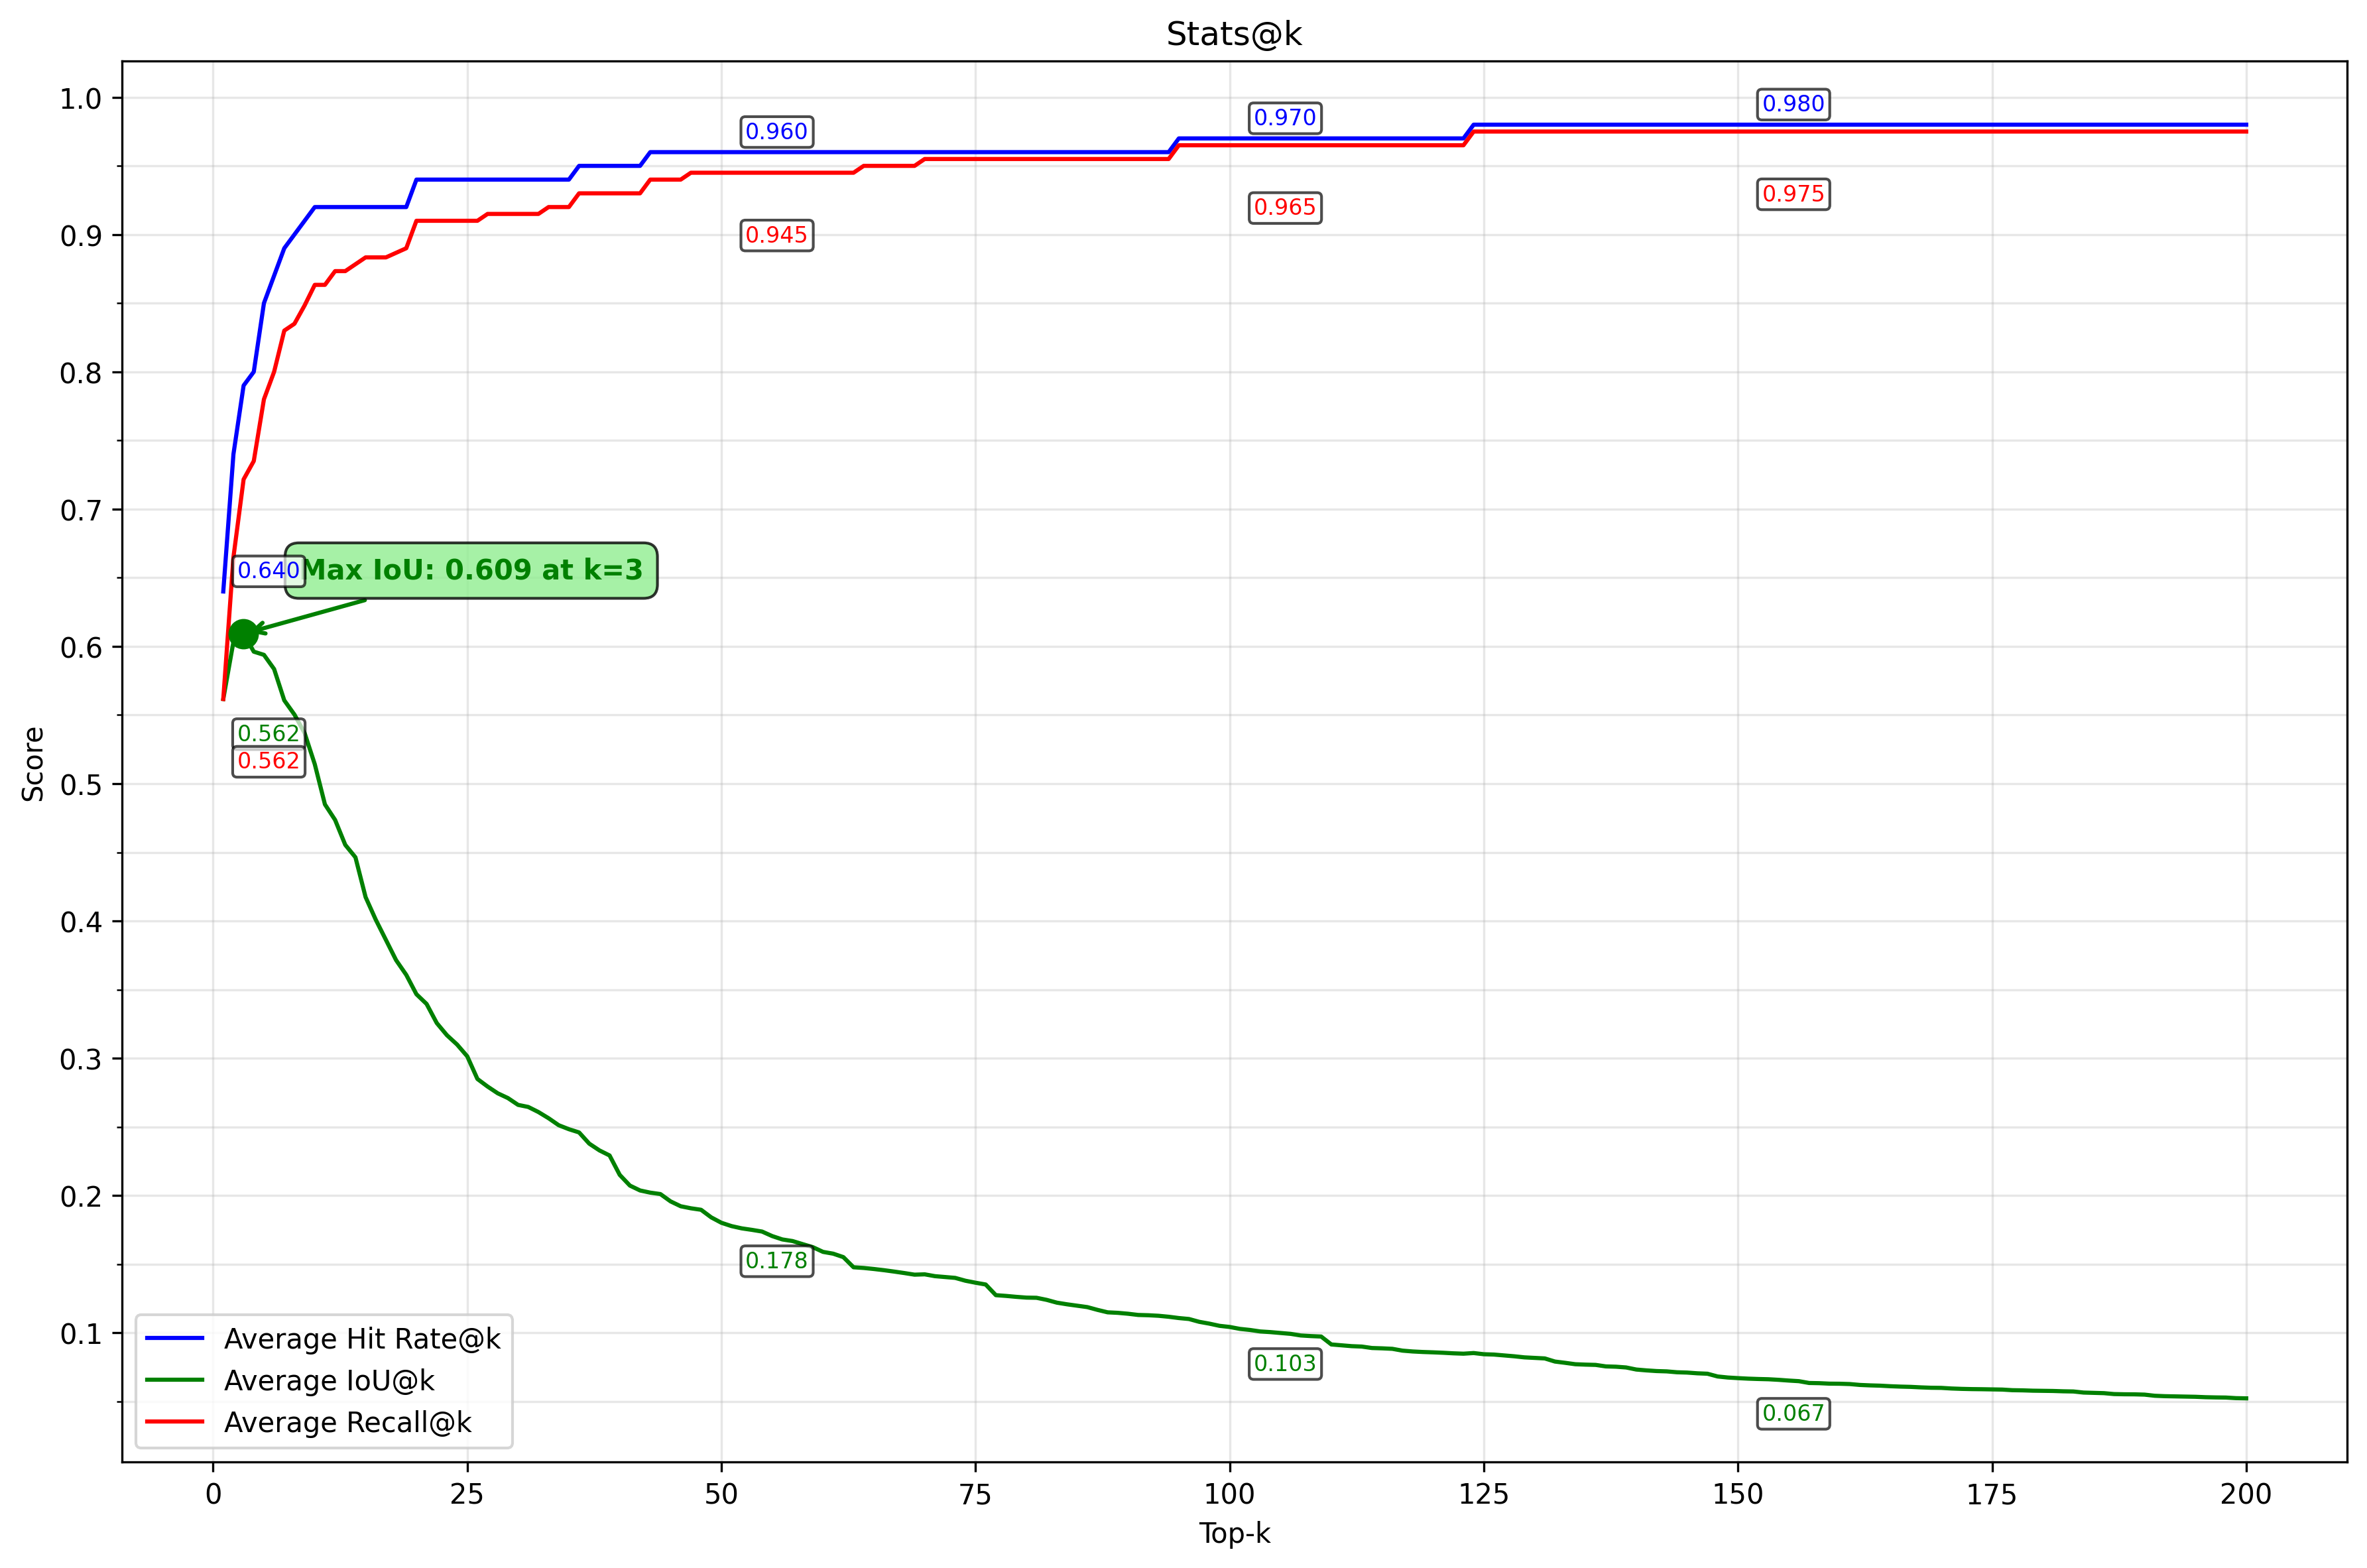 Stats@k
1.0
0.9
0.8
0.7
0.6
0.5
0.4
0.3
0.2
0.1
Score
0.960
0.970
0.980
0.945
0.965
0.975
0.640
Max IoU: 0.609 at k=3
0.562
0.562
0.178
0.103
0.067
Average Hit Rate@k
Average IoU@k
Average Recall@k
0 25 50 75 100 125 150 175 200
Top-k